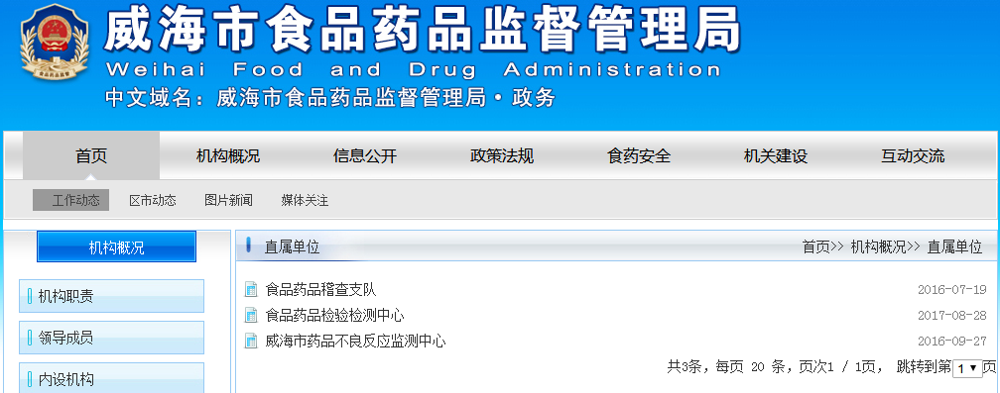 威海市食品药品监督管理局
Weihai Food and Drug Administration
中文域名：威海市食品药品监督管理局·政务
首页 机构概况 信息公开 政策法规 食药安全 机关建设 互动交流
工作动态 区市动态 图片新闻 媒体关注
机构概况
机构职责
领导成员
内设机构
直属单位 首页>> 机构概况>> 直属单位
食品药品稽查支队 2016-07-19
食品药品检验检测中心 2017-08-28
威海市药品不良反应监测中心 2016-09-27
共3条，每页 20 条，页次1 / 1页， 跳转到第 1 页